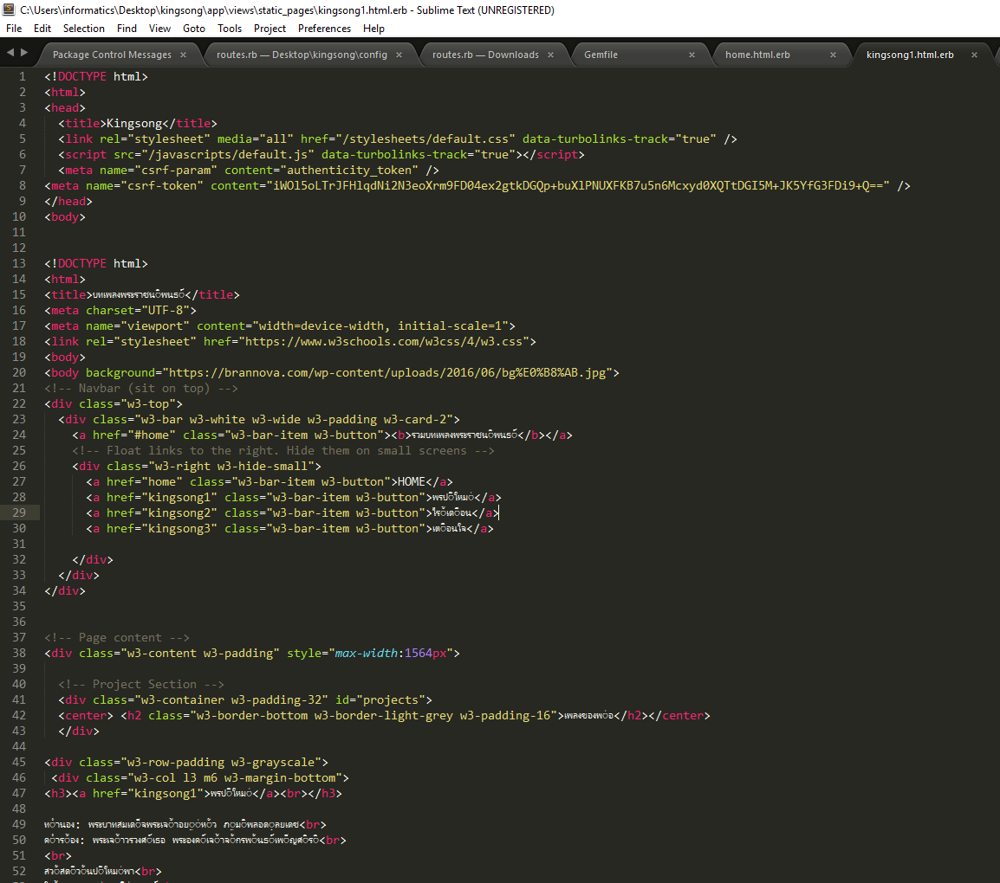 C:\Users\informatics\Desktop\kingsong\app\views\static_pages\kingsong1.html.erb - Sublime Text (UNREGISTERED)
File Edit Selection Find View Goto Tools Project Preferences Help
Package Control Messages × routes.rb — Desktop\kingsong\config × routes.rb — Downloads × Gemfile × home.html.erb × kingsong1.html.erb ×
1 <!DOCTYPE html>
2 <html>
3 <head>
4 <title>Kingsong</title>
5 <link rel="stylesheet" media="all" href="/stylesheets/default.css" data-turbolinks-track="true" />
6 <script src="/javascripts/default.js" data-turbolinks-track="true"></script>
7 <meta name="csrf-param" content="authenticity_token" />
8 <meta name="csrf-token" content="iWOl5oLTrJFHlqdNi2N3eoXrm9FD04ex2gtkDGQp+buXlPNUXFKB7u5n6Mcxyd0XQTtDGI5M+JK5YfG3FDi9+Q==" />
9 </head>
10 <body>
11
12
13 <!DOCTYPE html>
14 <html>
15 <title>บทเพลงพระราชนิพนธ์</title>
16 <meta charset="UTF-8">
17 <meta name="viewport" content="width=device-width, initial-scale=1">
18 <link rel="stylesheet" href="https://www.w3schools.com/w3css/4/w3.css">
19 <body>
20 <body background="https://brannova.com/wp-content/uploads/2016/06/bg%E0%B8%AB.jpg">
21 <!-- Navbar (sit on top) -->
22 <div class="w3-top">
23 <div class="w3-bar w3-white w3-wide w3-padding w3-card-2">
24 <a href="#home" class="w3-bar-item w3-button"><b>รวมบทเพลงพระราชนิพนธ์</b></a>
25 <!-- Float links to the right. Hide them on small screens -->
26 <div class="w3-right w3-hide-small">
27 <a href="home" class="w3-bar-item w3-button">HOME</a>
28 <a href="kingsong1" class="w3-bar-item w3-button">พรปีใหม่</a>
29 <a href="kingsong2" class="w3-bar-item w3-button">ไร้เดือน</a>
30 <a href="kingsong3" class="w3-bar-item w3-button">เตือนใจ</a>
31
32 </div>
33 </div>
34 </div>
35
36
37 <!-- Page content -->
38 <div class="w3-content w3-padding" style="max-width:1564px">
39
40 <!-- Project Section -->
41 <div class="w3-container w3-padding-32" id="projects">
42 <center> <h2 class="w3-border-bottom w3-border-light-grey w3-padding-16">เพลงของพ่อ</h2></center>
43 </div>
44
45 <div class="w3-row-padding w3-grayscale">
46 <div class="w3-col l3 m6 w3-margin-bottom">
47 <h3><a href="kingsong1">พรปีใหม่</a><br></h3>
48
49 ทำนอง: พระบาทสมเด็จพระเจ้าอยู่หัว ภูมิพลอดุลยเดช<br>
50 คำร้อง: พระเจ้าวรวงศ์เธอ พระองค์เจ้าจักรพันธ์เพ็ญศิริ<br>
51 <br>
52 สวัสดีวันปีใหม่พา<br>